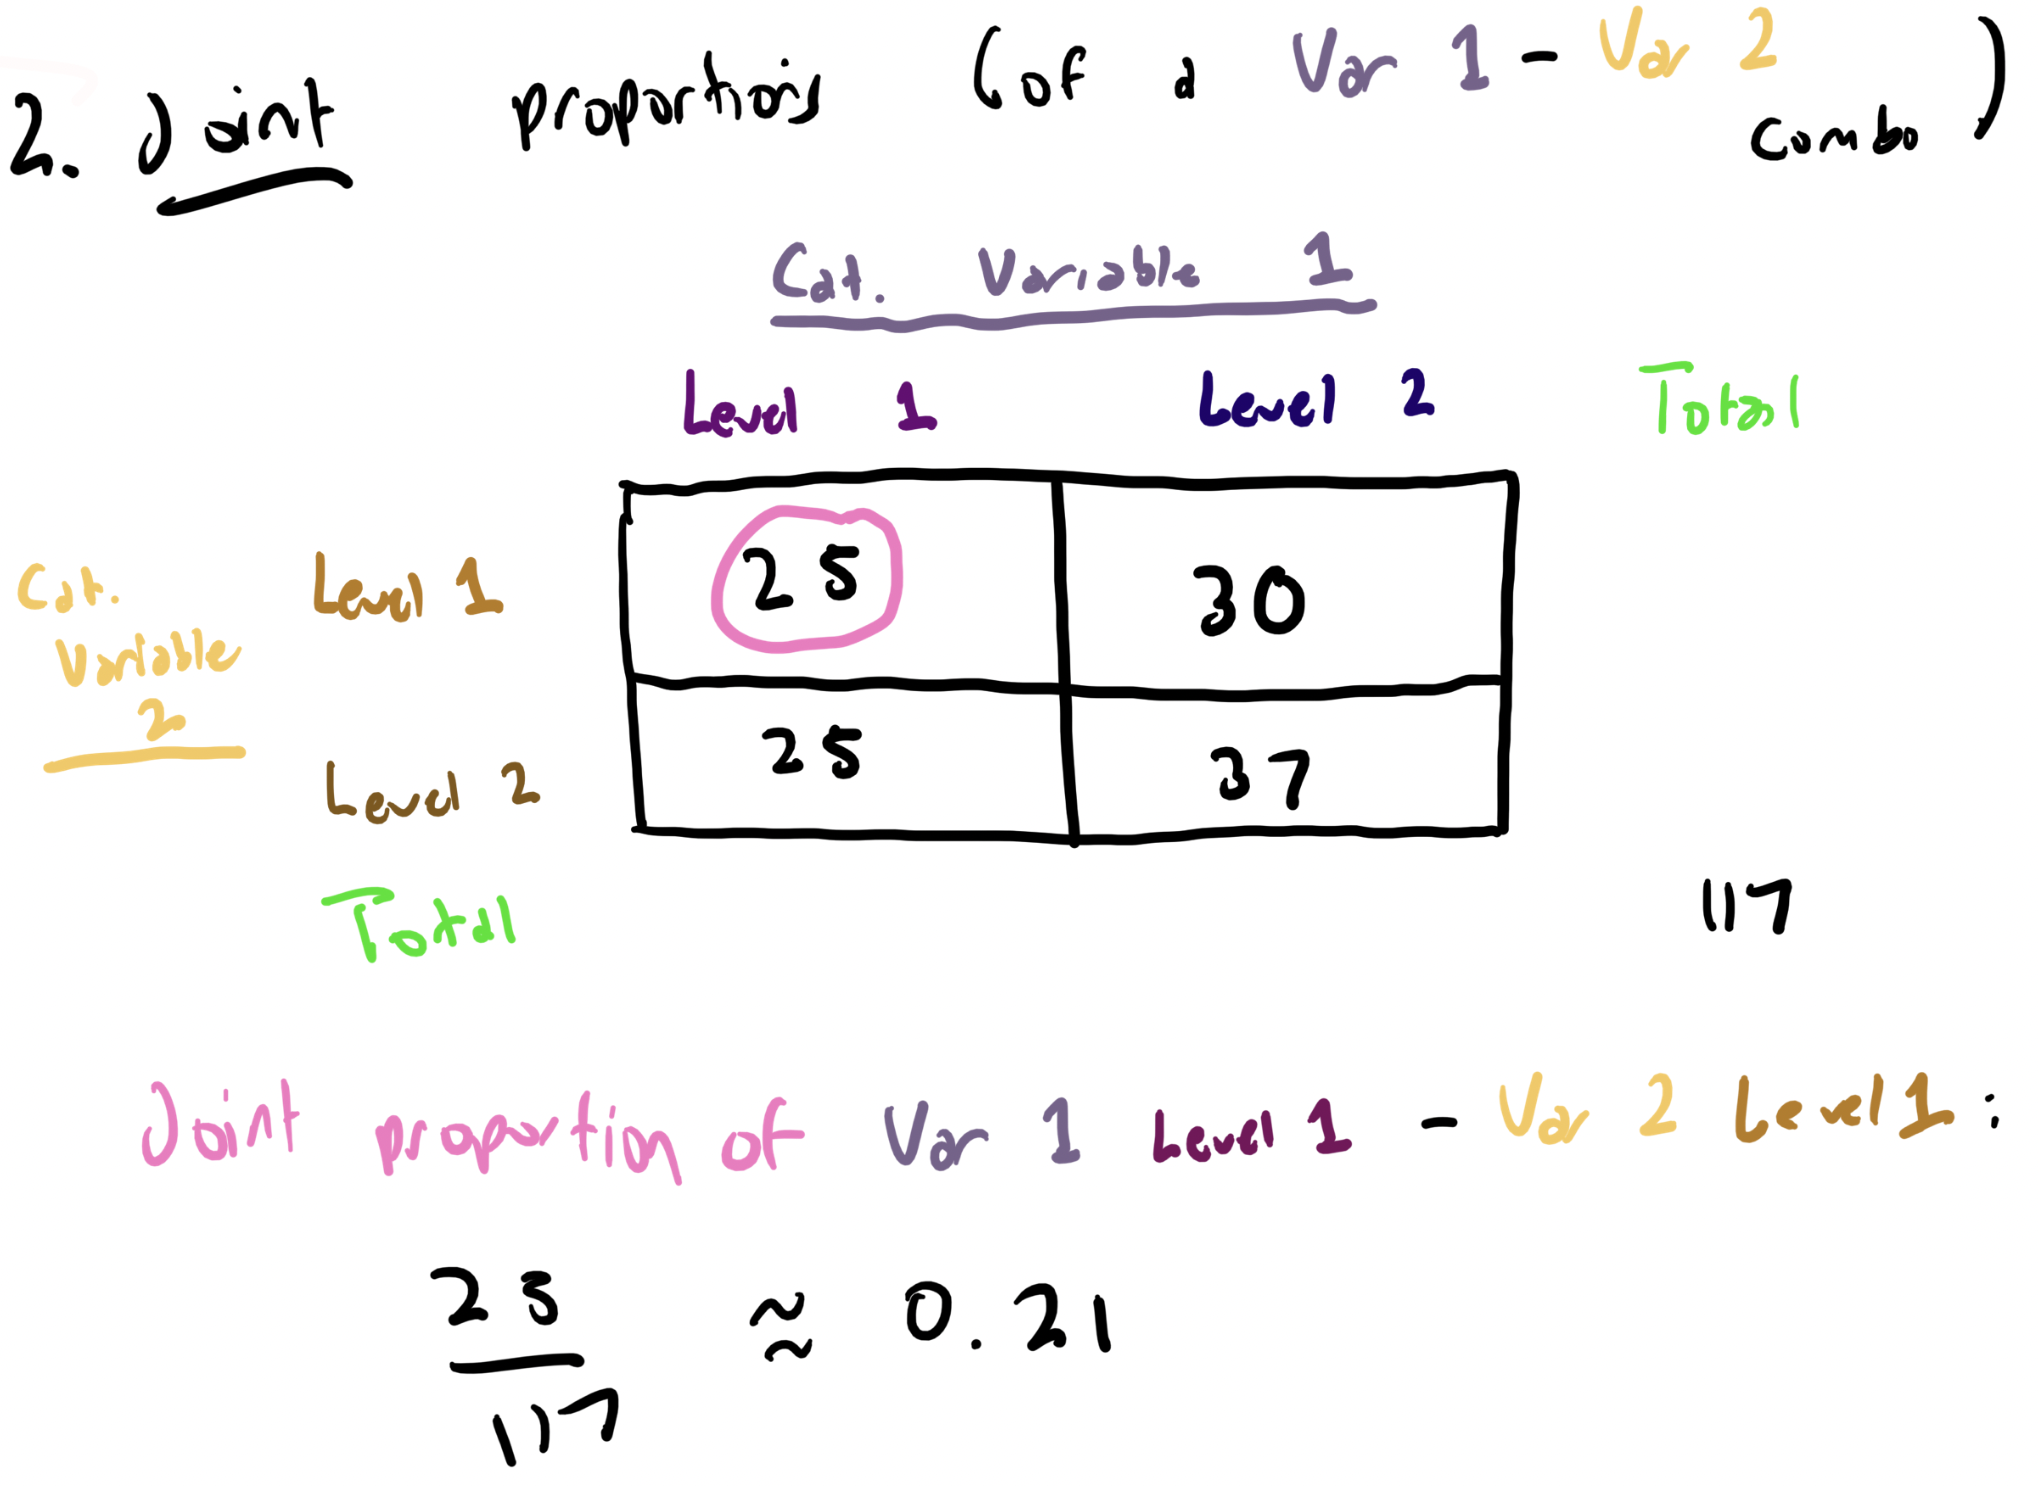 2. Joint proportions (of a Var 1 - Var 2
combo)
Cat. Variable 1
Level 1 Level 2 Total
Cat.
Variable
2
Level 1 25 30
Level 2 25 37
Total 117
Joint proportion of Var 1 Level 1 - Var 2 Level 1:
25
117
≈ 0.21